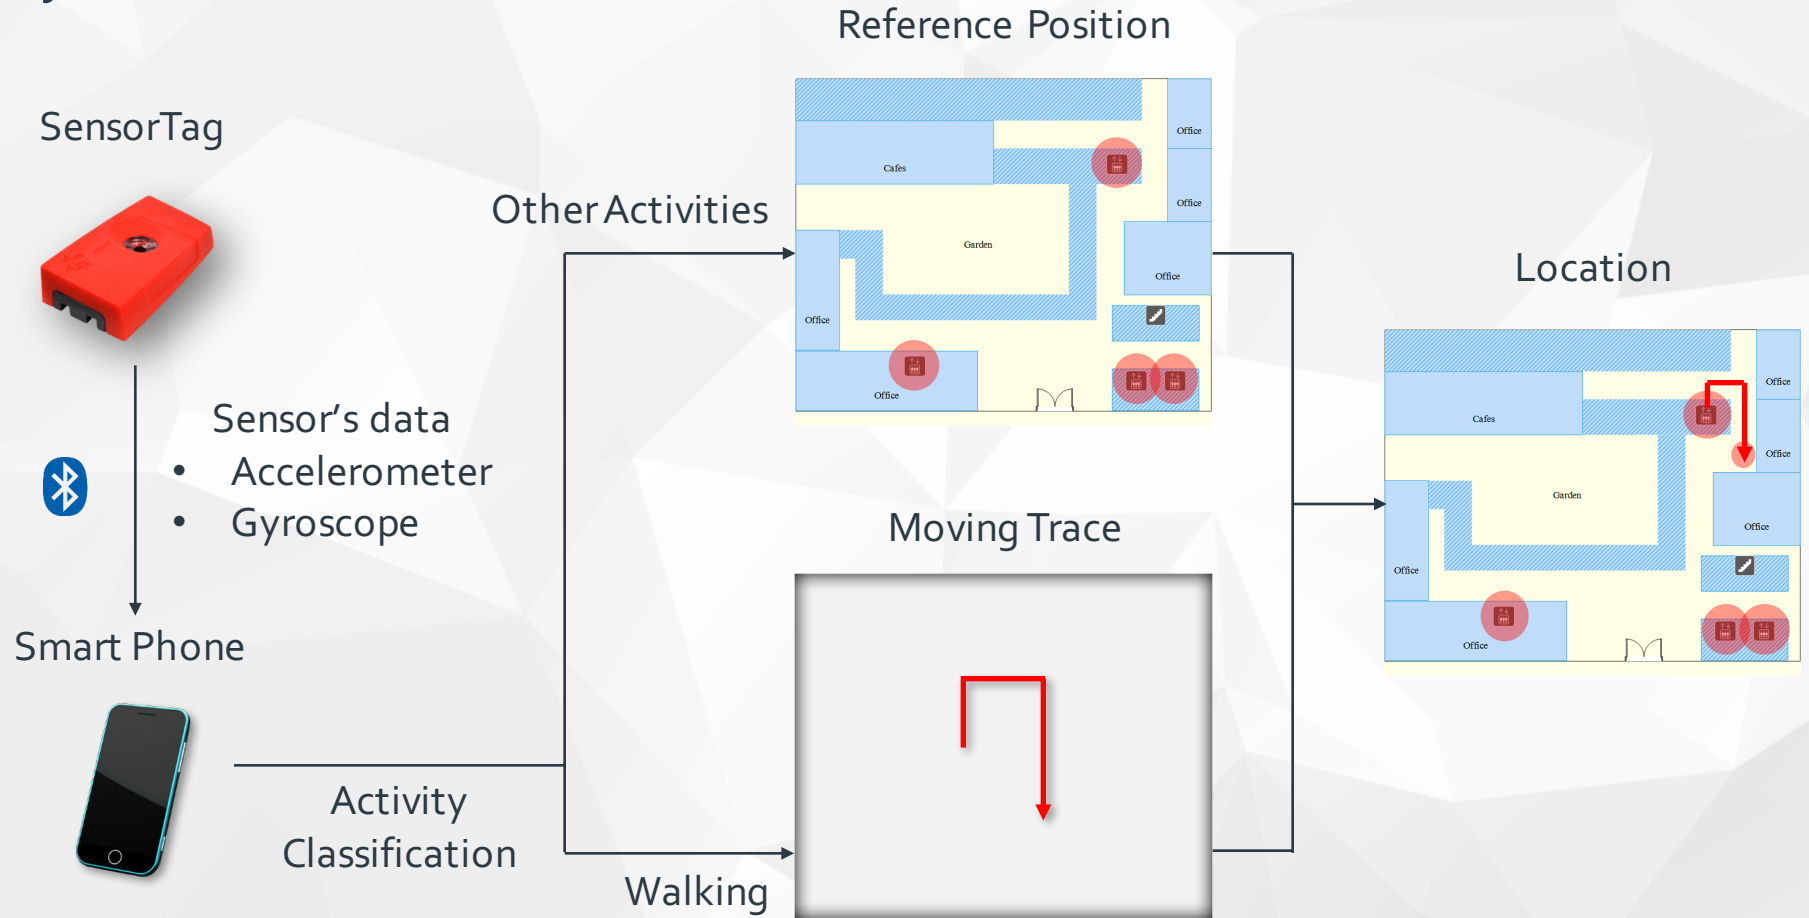 Reference Position
SensorTag
Office
Cafes
Office
Other Activities
Garden
Office
Office
Office
Location
Sensor's data
• Accelerometer
• Gyroscope
Office
Cafes
Office
Garden
Office
Office
Office
Moving Trace
Smart Phone
Activity
Classification
Walking